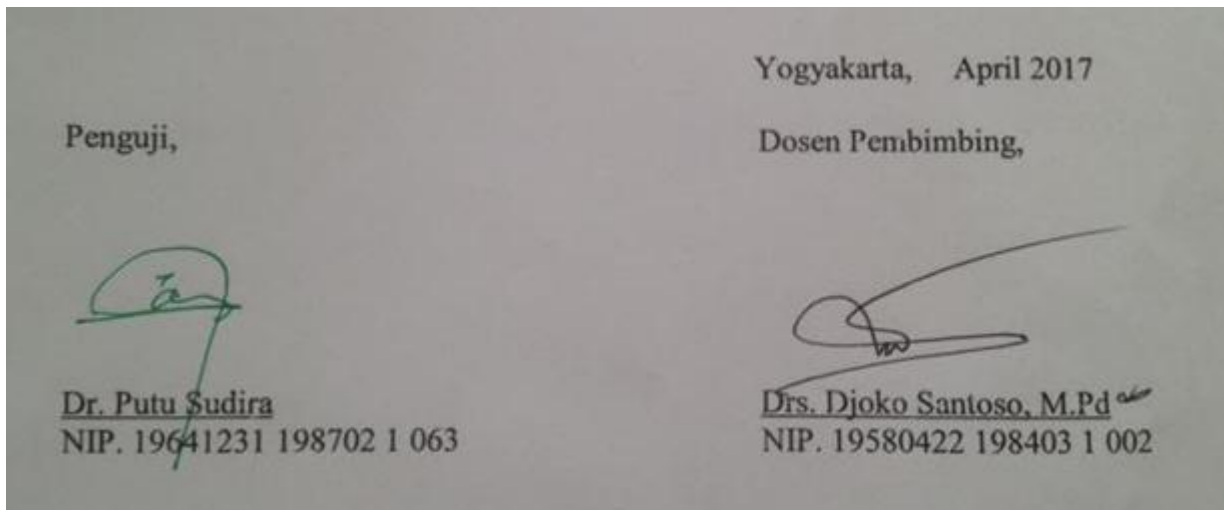 Yogyakarta, April 2017
Penguji,
Dosen Pembimbing,
Dr. Putu Sudira
NIP. 19641231 198702 1 063
Drs. Djoko Santoso, M.Pd
NIP. 19580422 198403 1 002